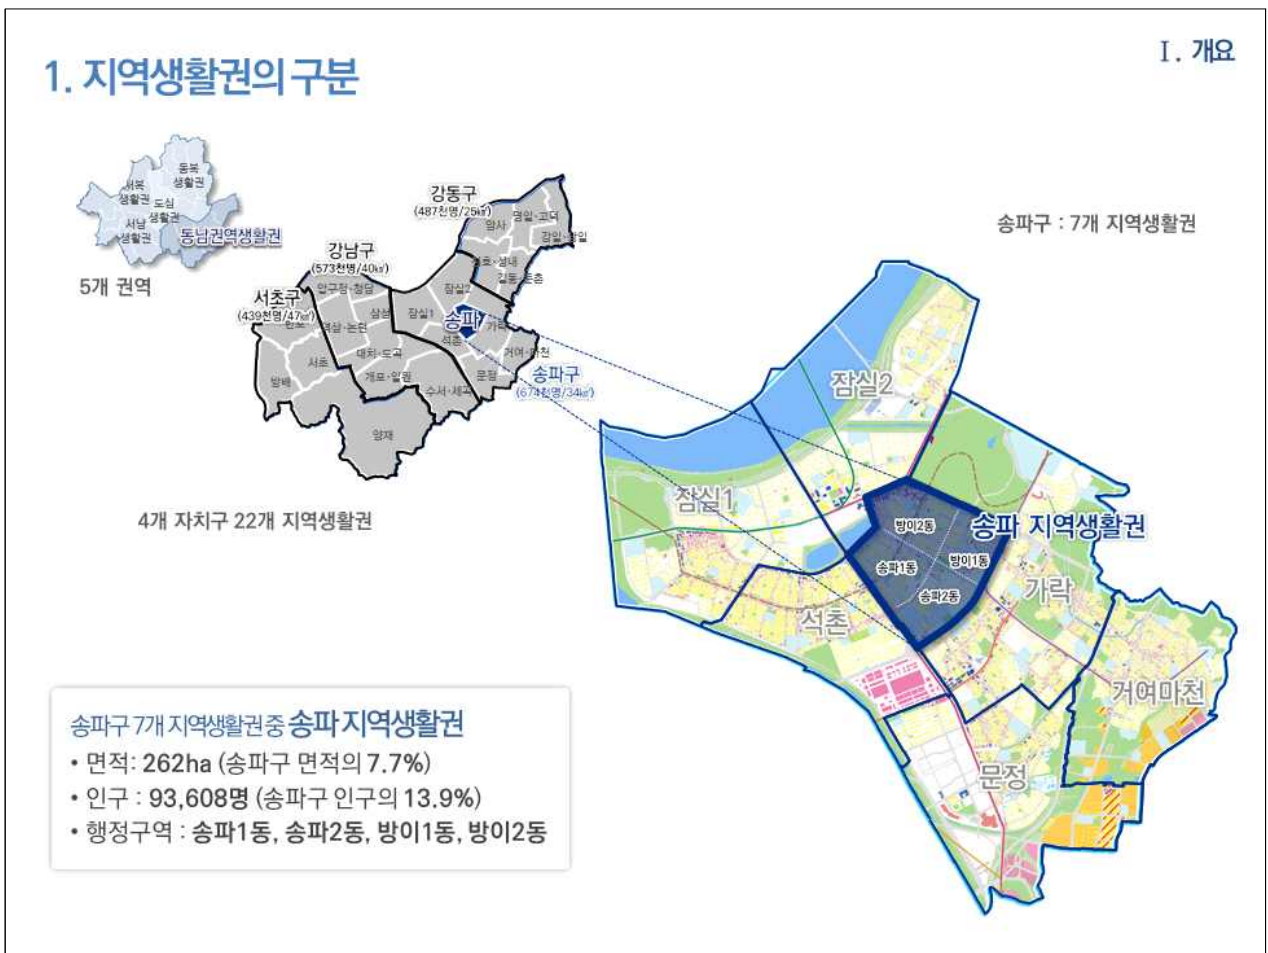 I. 개요
1. 지역생활권의 구분
동북
생활권
서북
생활권
도심
생활권
서남
생활권
동남권역생활권
5개 권역
강동구
(487천명/25㎢)
명일·고덕
암사
강일·상일
성내
길동·둔촌
강남구
(573천명/40㎢)
압구정·청담
잠실2
서초구
(439천명/47㎢)
삼성
잠실1
송파
가락
역삼·논현
석촌
대치·도곡
거여·마천
서초
방배
개포·일원
문정
수서·세곡
송파구
(674천명/34㎢)
양재
4개 자치구 22개 지역생활권
송파구 : 7개 지역생활권
잠실2
잠실1
방이2동
송파 지역생활권
송파1동
방이1동
송파2동
가락
석촌
거여마천
문정
송파구 7개 지역생활권 중 송파 지역생활권
• 면적: 262ha (송파구 면적의 7.7%)
• 인구 : 93,608명 (송파구 인구의 13.9%)
• 행정구역 : 송파1동, 송파2동, 방이1동, 방이2동